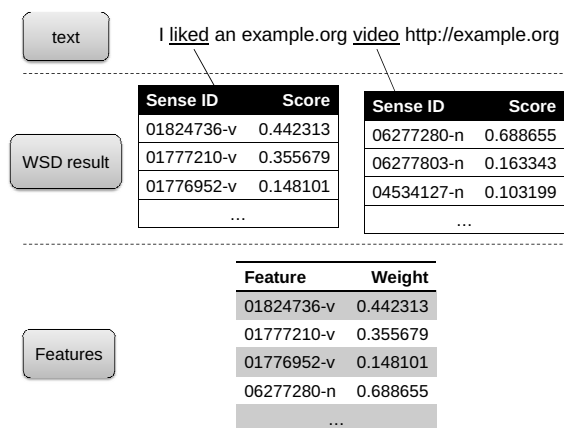 text
I liked an example.org video http://example.org
WSD result
Sense ID Score
01824736-v 0.442313
01777210-v 0.355679
01776952-v 0.148101
…
Sense ID Score
06277280-n 0.688655
06277803-n 0.163343
04534127-n 0.103199
…
Features
Feature Weight
01824736-v 0.442313
01777210-v 0.355679
01776952-v 0.148101
06277280-n 0.688655
…